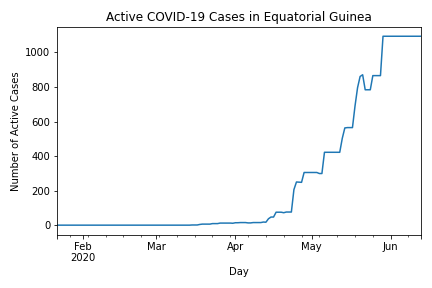 Active COVID-19 Cases in Equatorial Guinea
Number of Active Cases
1000
800
600
400
200
0
Feb
2020
Mar
Apr
May
Jun
Day